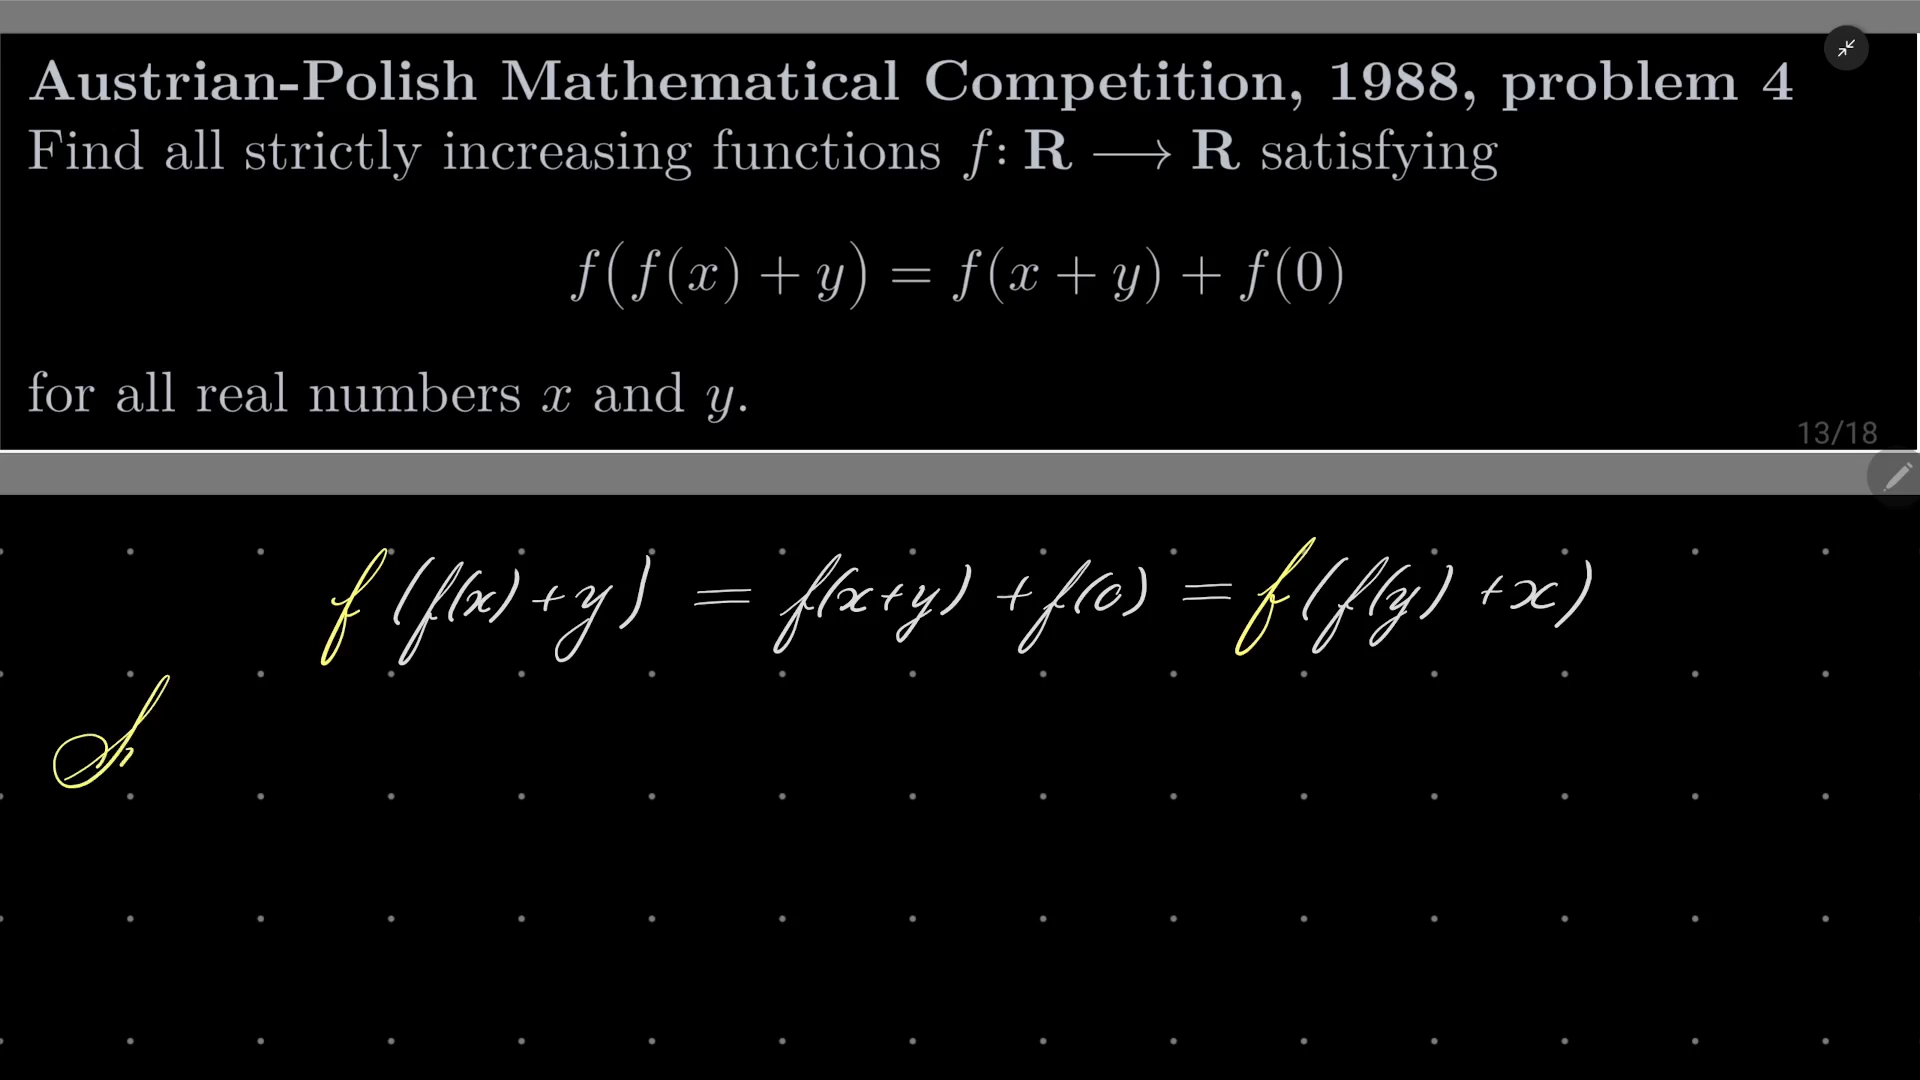 Austrian-Polish Mathematical Competition, 1988, problem 4
Find all strictly increasing functions f: R ⟶ R satisfying
f(f(x) + y) = f(x + y) + f(0)
for all real numbers x and y.
13/18
f(f(x)+y) = f(x+y) + f(0) = f(f(y)+x)